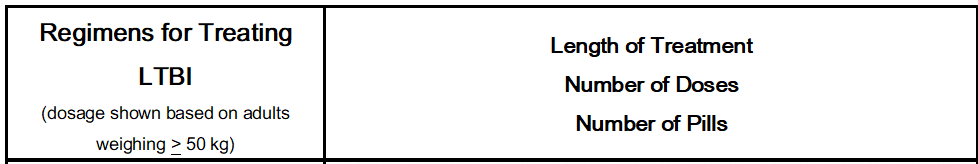 Regimens for Treating
LTBI
(dosage shown based on adults
weighing > 50 kg)
Length of Treatment
Number of Doses
Number of Pills